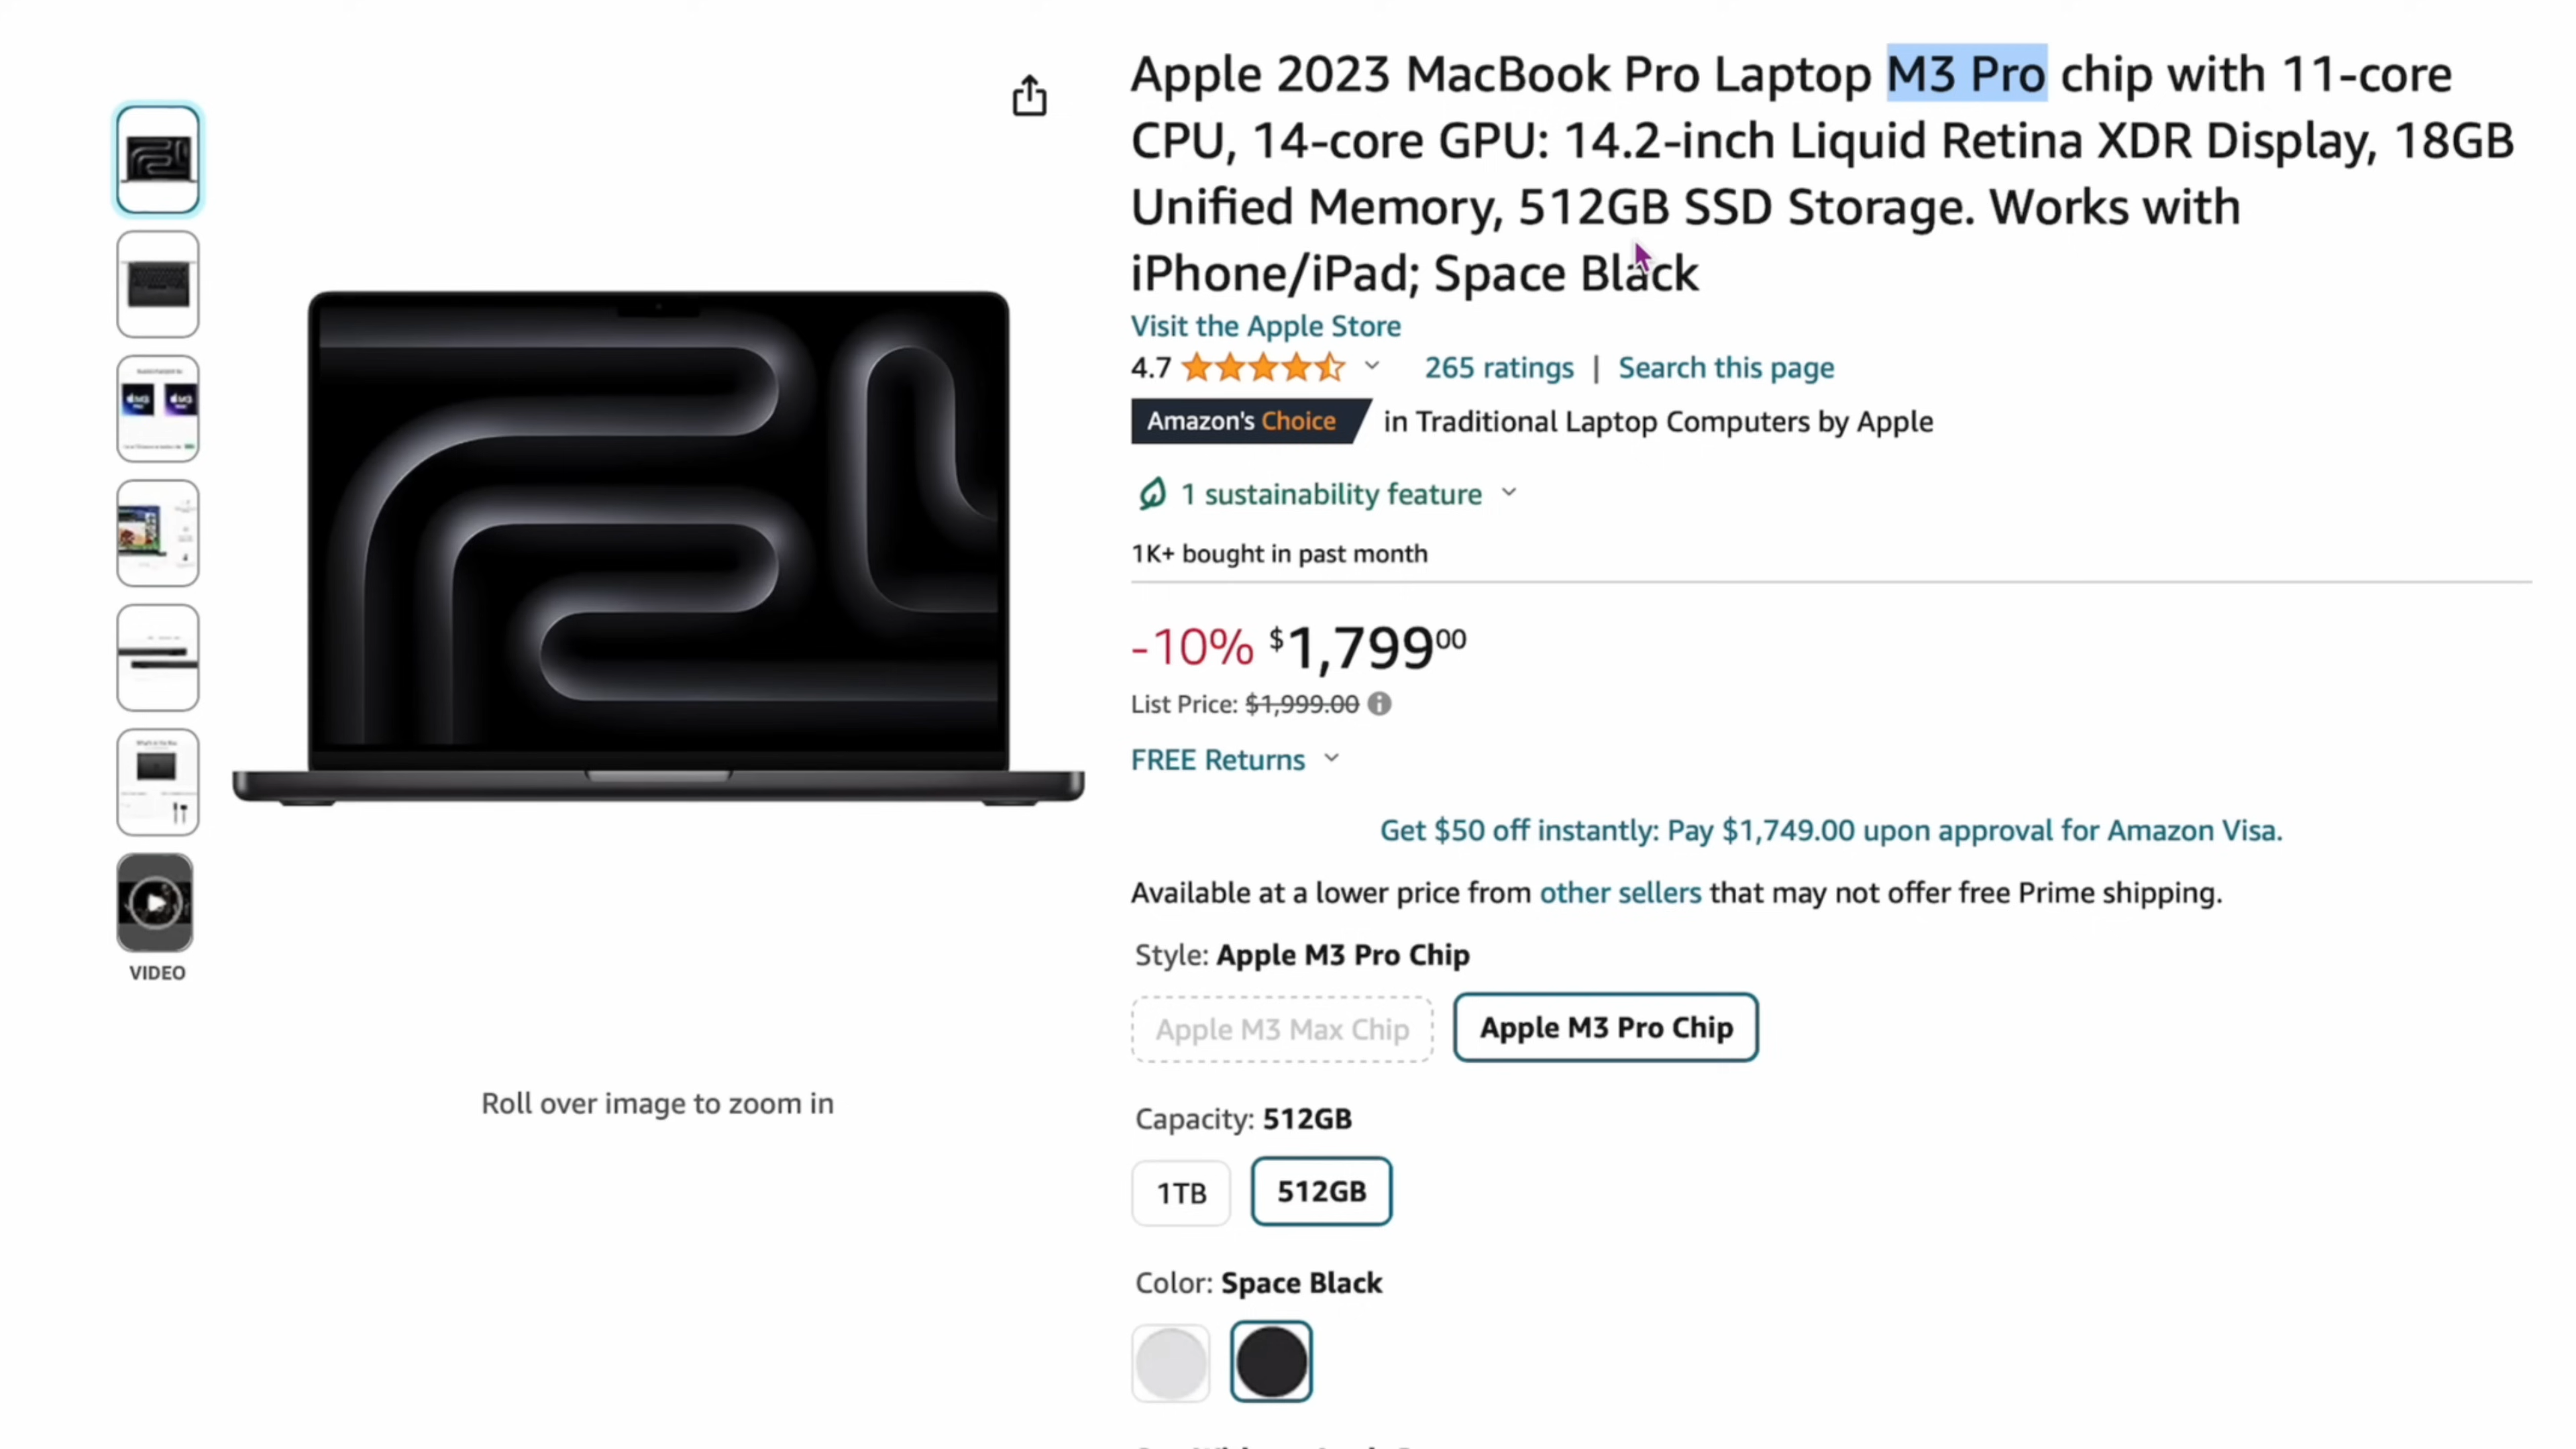 Apple 2023 MacBook Pro Laptop M3 Pro chip with 11-core
CPU, 14-core GPU: 14.2-inch Liquid Retina XDR Display, 18GB
Unified Memory, 512GB SSD Storage. Works with
iPhone/iPad; Space Black
Visit the Apple Store
4.7 265 ratings | Search this page
Amazon's Choice in Traditional Laptop Computers by Apple
1 sustainability feature
1K+ bought in past month
-10% $1,799 00
List Price: $1,999.00
FREE Returns
Get $50 off instantly: Pay $1,749.00 upon approval for Amazon Visa.
Available at a lower price from other sellers that may not offer free Prime shipping.
Style: Apple M3 Pro Chip
Apple M3 Max Chip Apple M3 Pro Chip
Capacity: 512GB
1TB 512GB
Color: Space Black
VIDEO
Roll over image to zoom in